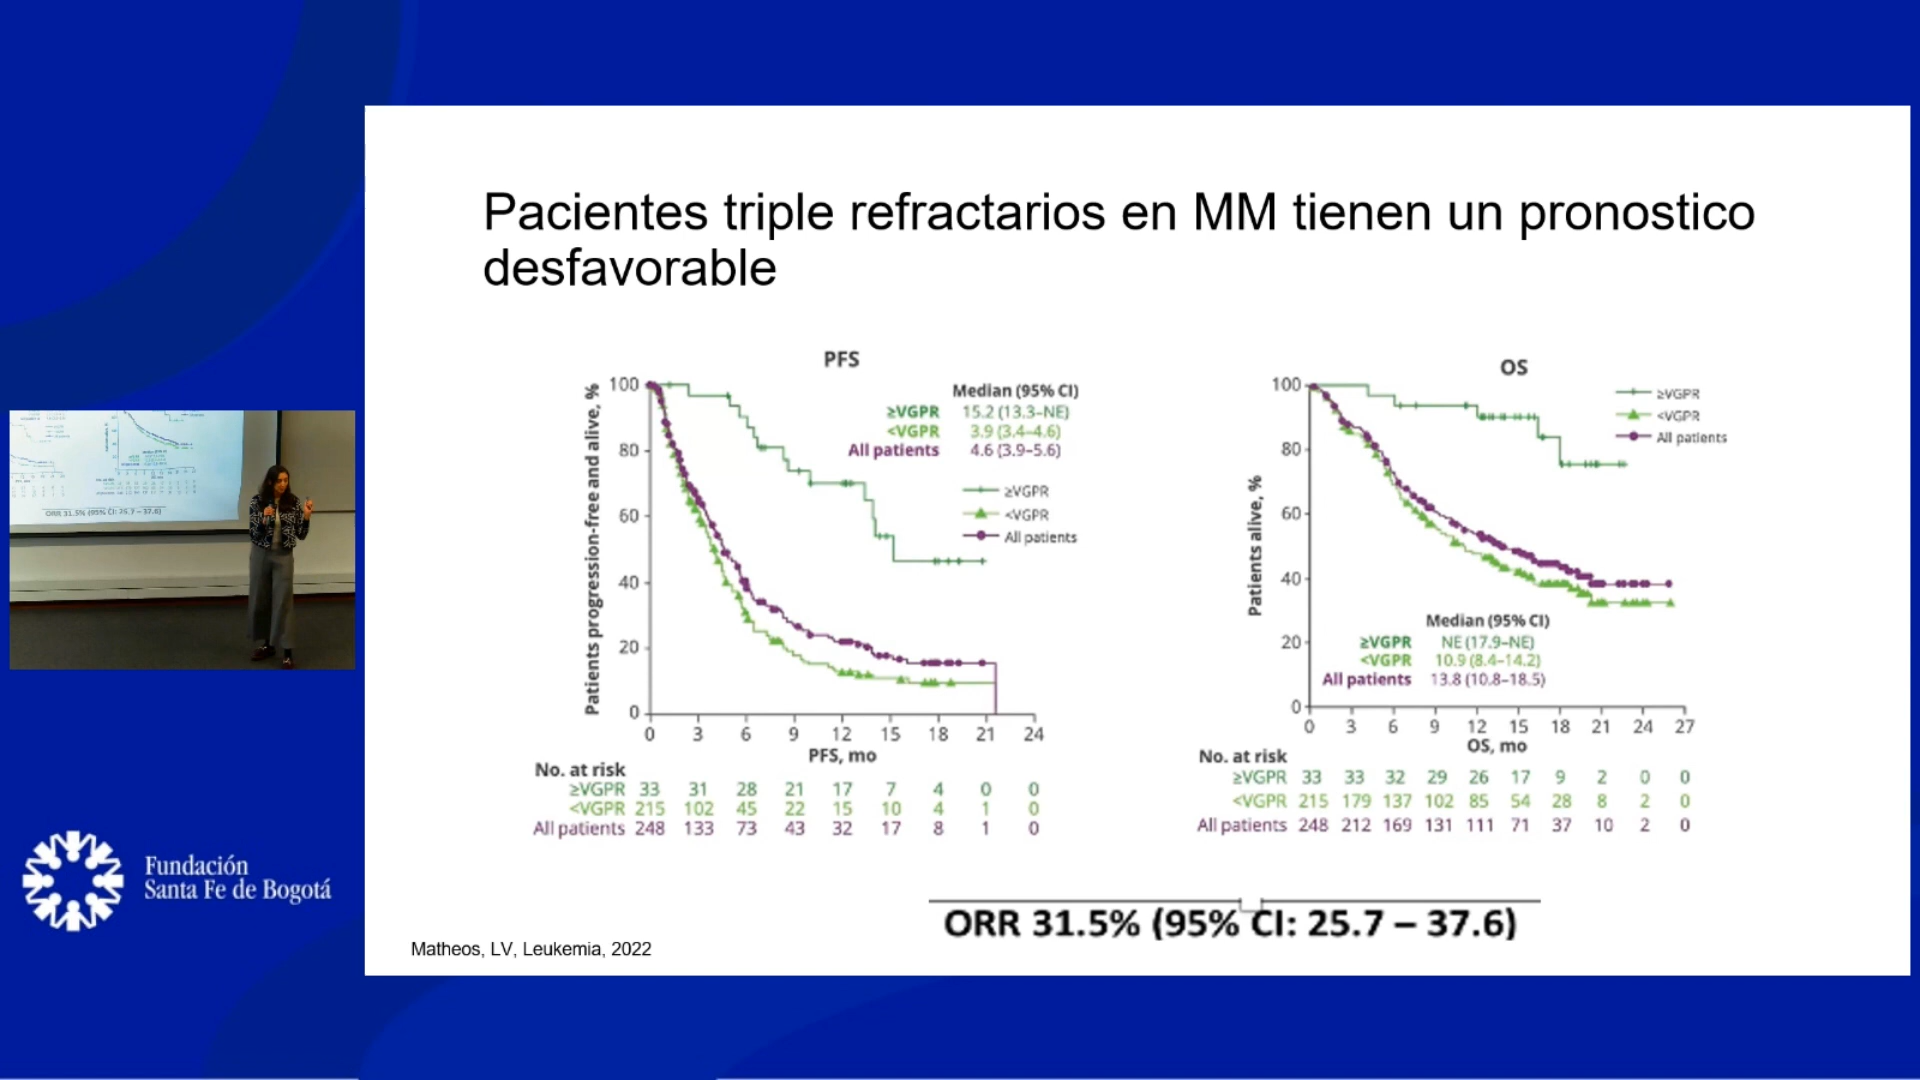 Pacientes triple refractarios en MM tienen un pronostico
desfavorable
PFS
Patients progression-free and alive, %
100
80
60
40
20
0
Median (95% CI)
≥VGPR 15.2 (13.3–NE)
<VGPR 3.9 (3.4–4.6)
All patients 4.6 (3.9–5.6)
≥VGPR
<VGPR
All patients
0 3 6 9 12 15 18 21 24
PFS, mo
No. at risk
≥VGPR 33 31 28 21 17 7 4 0 0
<VGPR 215 102 45 22 15 10 4 1 0
All patients 248 133 73 43 32 17 8 1 0
OS
Patients alive, %
100
80
60
40
20
0
≥VGPR
<VGPR
All patients
Median (95% CI)
≥VGPR NE (17.9–NE)
<VGPR 10.9 (8.4–14.2)
All patients 13.8 (10.8–18.5)
0 3 6 9 12 15 18 21 24 27
OS, mo
No. at risk
≥VGPR 33 33 32 29 26 17 9 2 0 0
<VGPR 215 179 137 102 85 54 28 8 2 0
All patients 248 212 169 131 111 71 37 10 2 0
ORR 31.5% (95% CI: 25.7 – 37.6)
Matheos, LV, Leukemia, 2022
ORR 31.5% (95% CI: 25.7 – 37.6)
Fundación
Santa Fe de Bogotá